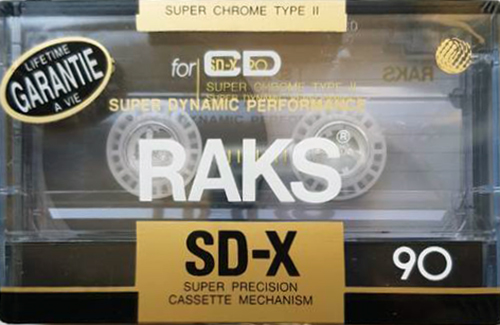 SUPER CHROME TYPE II
LIFETIME
GARANTIE
A VIE
for CD
SD-X 90
SUPER CHROME TYPE II
SUPER DYNAMIC PERFORMANCE
RAKS
RAKS ®
SD-X
90
SUPER PRECISION
CASSETTE MECHANISM